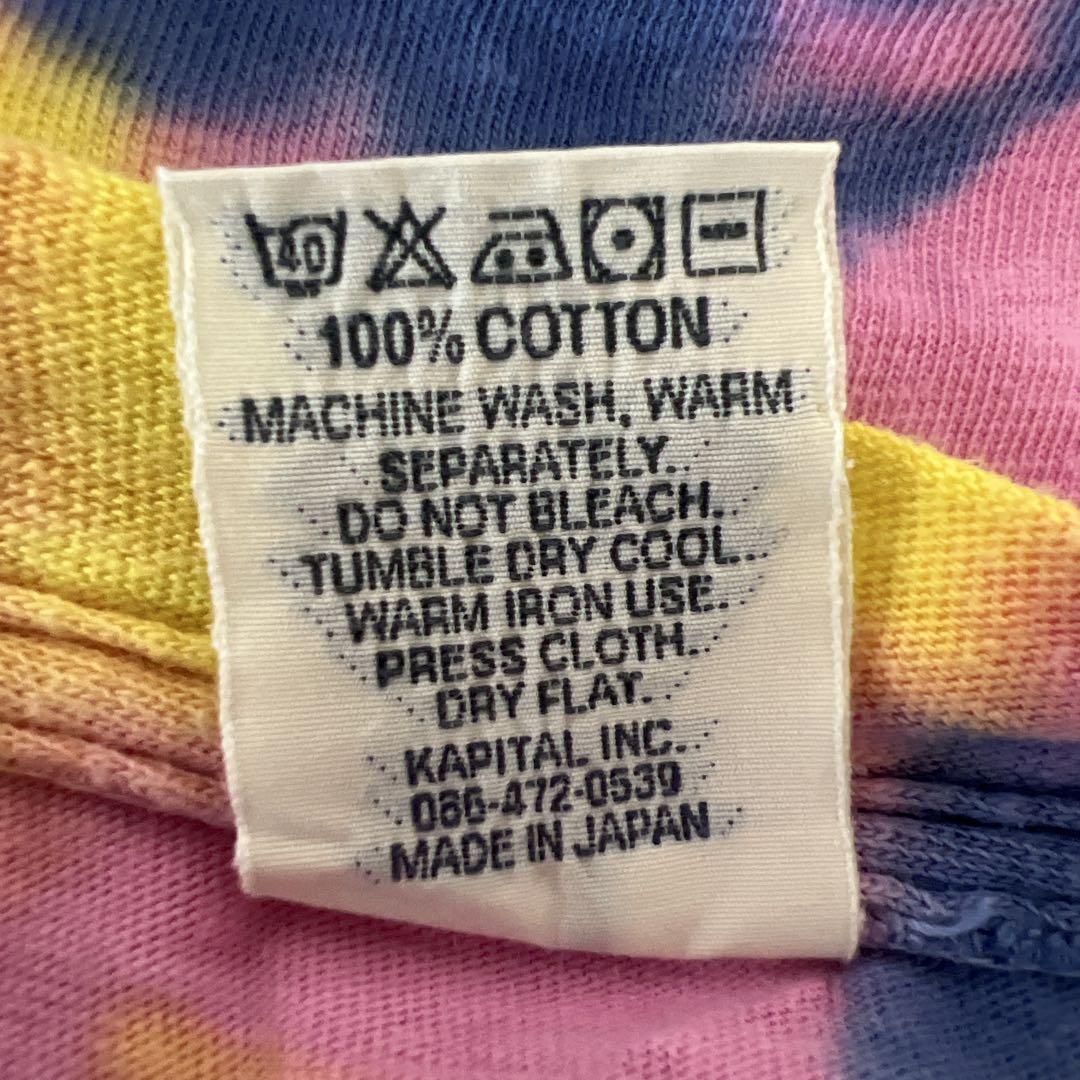 40
100% COTTON
MACHINE WASH, WARM
SEPARATELY.
DO NOT BLEACH.
TUMBLE DRY COOL.
WARM IRON USE.
PRESS CLOTH.
DRY FLAT.
KAPITAL INC.
086-472-0539
MADE IN JAPAN